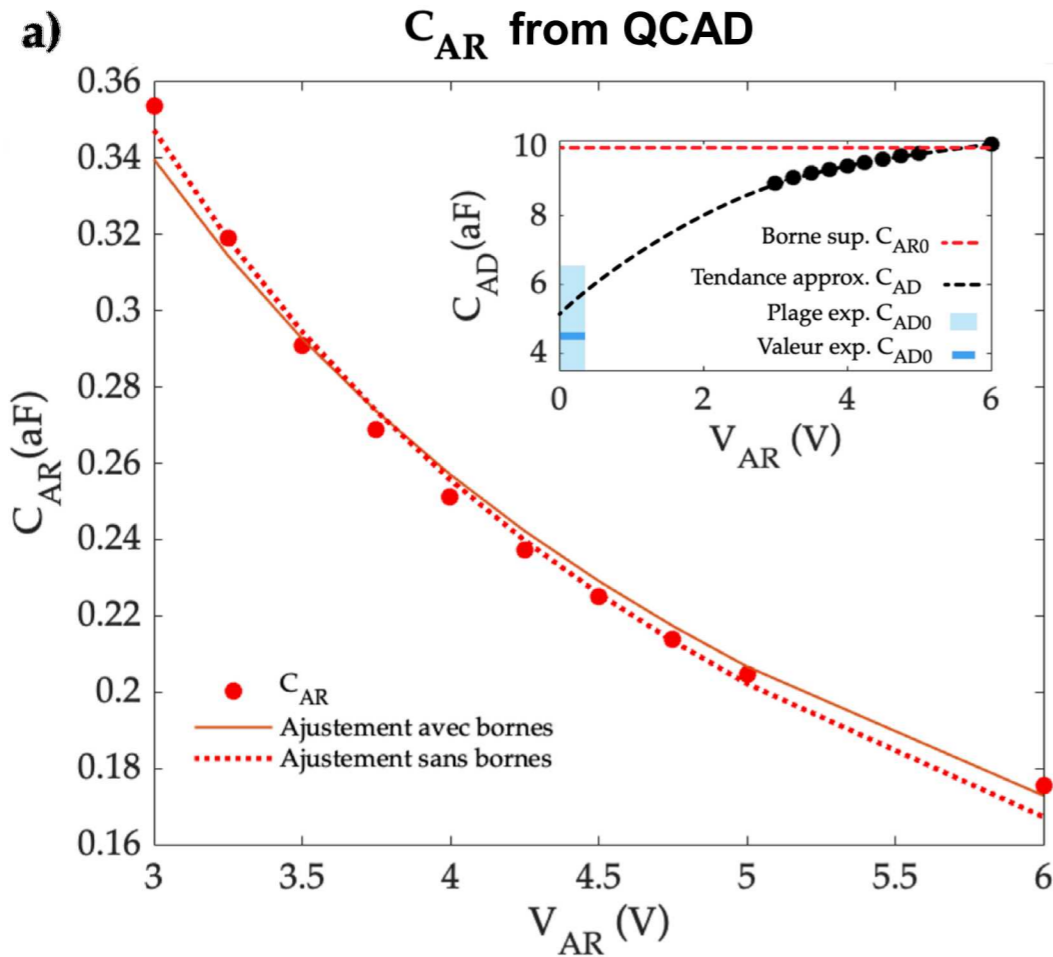 a)
C_AR from QCAD
0.36
0.34
0.32
0.3
0.28
0.26
0.24
0.22
0.2
0.18
0.16
C_AR(aF)
3
3.5
4
4.5
5
5.5
6
V_AR (V)
C_AR
Ajustement avec bornes
Ajustement sans bornes
10
8
6
4
C_AD(aF)
0
2
4
6
V_AR (V)
Borne sup. C_AR0
Tendance approx. C_AD
Plage exp. C_AD0
Valeur exp. C_AD0